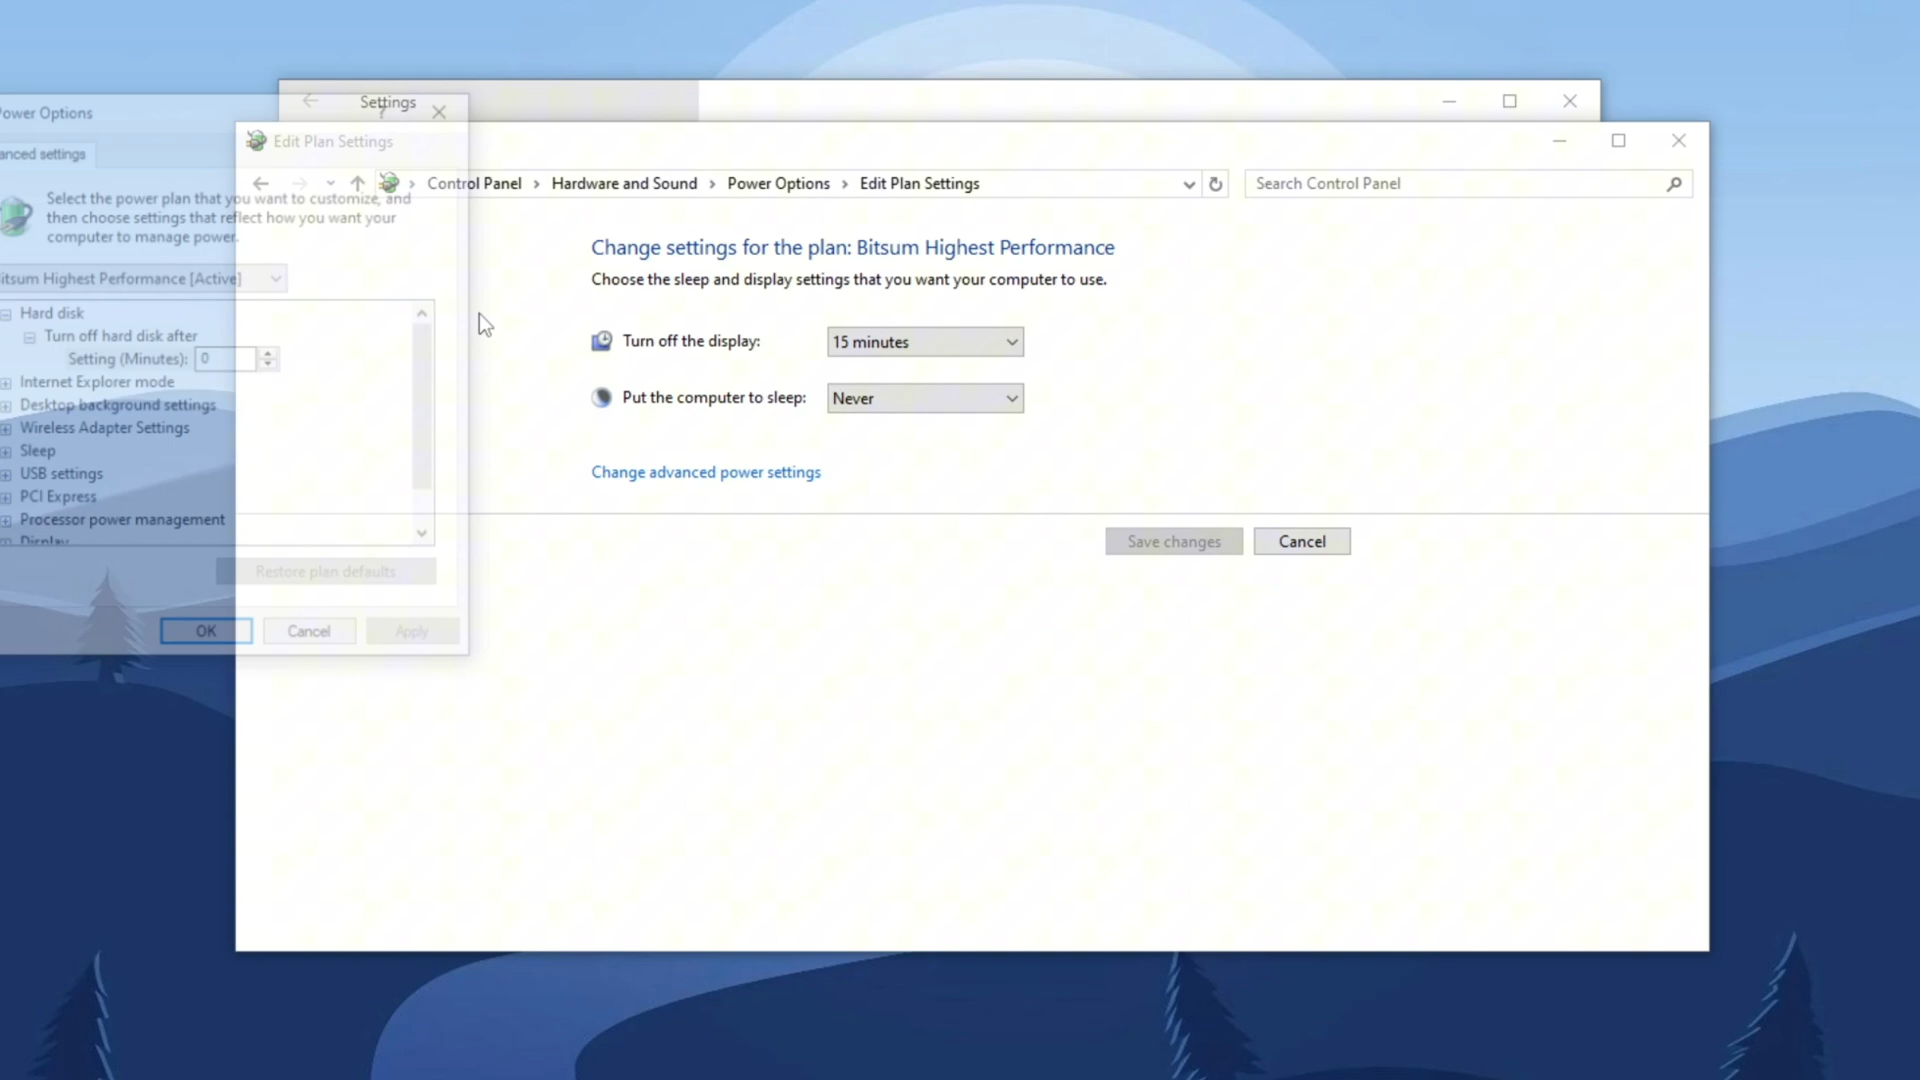 Settings
Power Options
?
Edit Plan Settings
anced settings
Control Panel › Hardware and Sound › Power Options › Edit Plan Settings
Search Control Panel
Select the power plan that you want to customize, and
then choose settings that reflect how you want your
computer to manage power.
Change settings for the plan: Bitsum Highest Performance
Choose the sleep and display settings that you want your computer to use.
itsum Highest Performance [Active]
Hard disk
Turn off hard disk after
Setting (Minutes): 0
Internet Explorer mode
Desktop background settings
Wireless Adapter Settings
Sleep
USB settings
PCI Express
Processor power management
Display
Turn off the display: 15 minutes
Put the computer to sleep: Never
Change advanced power settings
Save changes
Cancel
Restore plan defaults
OK
Cancel
Apply